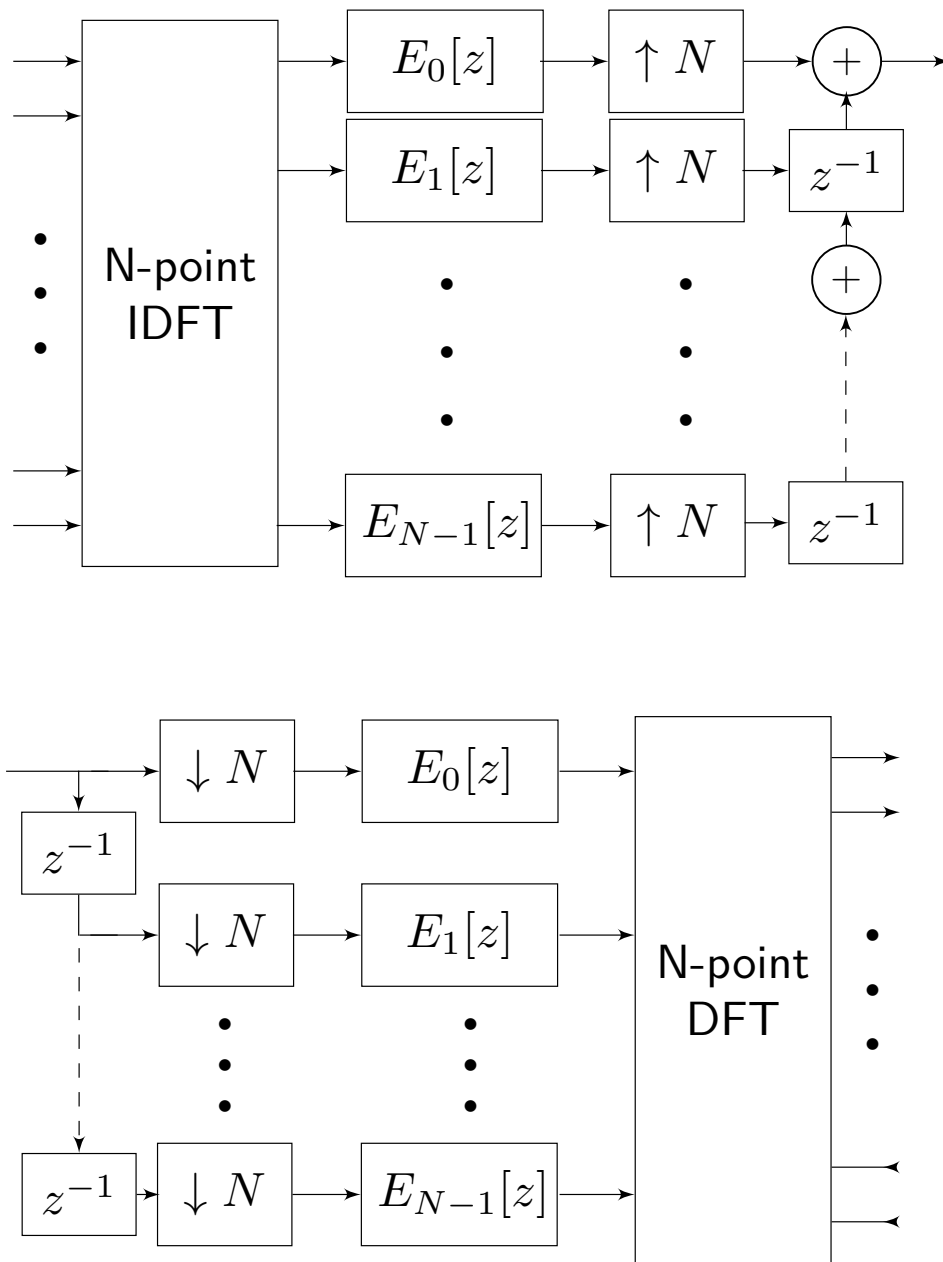 E_0[z] ↑ N +
E_1[z] ↑ N z^{-1}
+
N-point
IDFT
E_{N-1}[z] ↑ N z^{-1}
↓ N E_0[z]
z^{-1}
↓ N E_1[z]
N-point
DFT
z^{-1} ↓ N E_{N-1}[z]